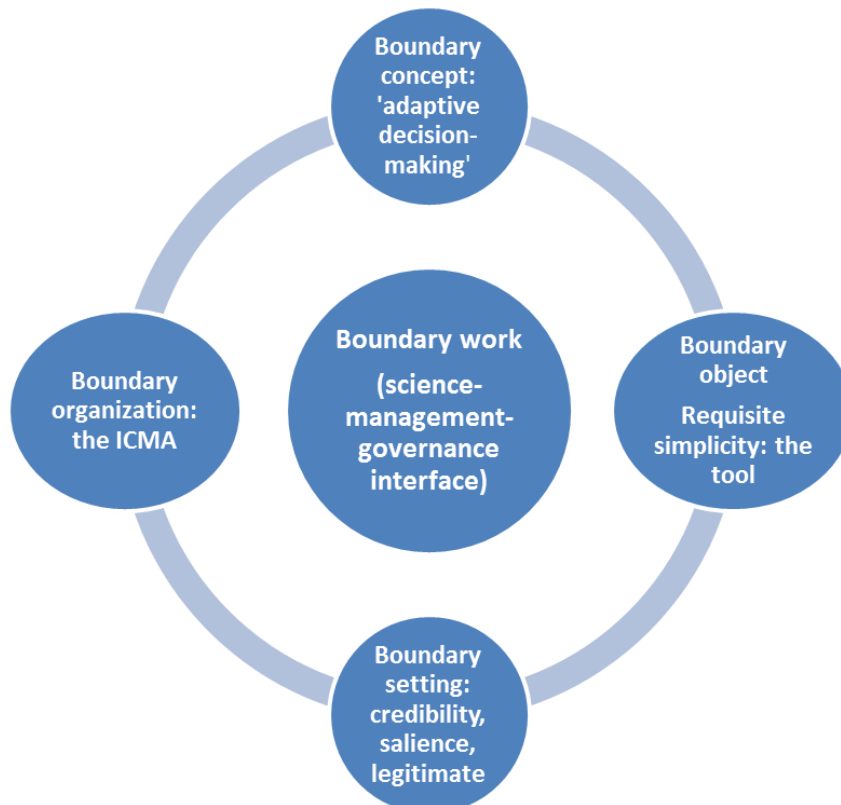 Boundary
concept:
'adaptive
decision-
making'
Boundary work
(science-
management-
governance
interface)
Boundary
organization:
the ICMA
Boundary
object
Requisite
simplicity: the
tool
Boundary
setting:
credibility,
salience,
legitimate